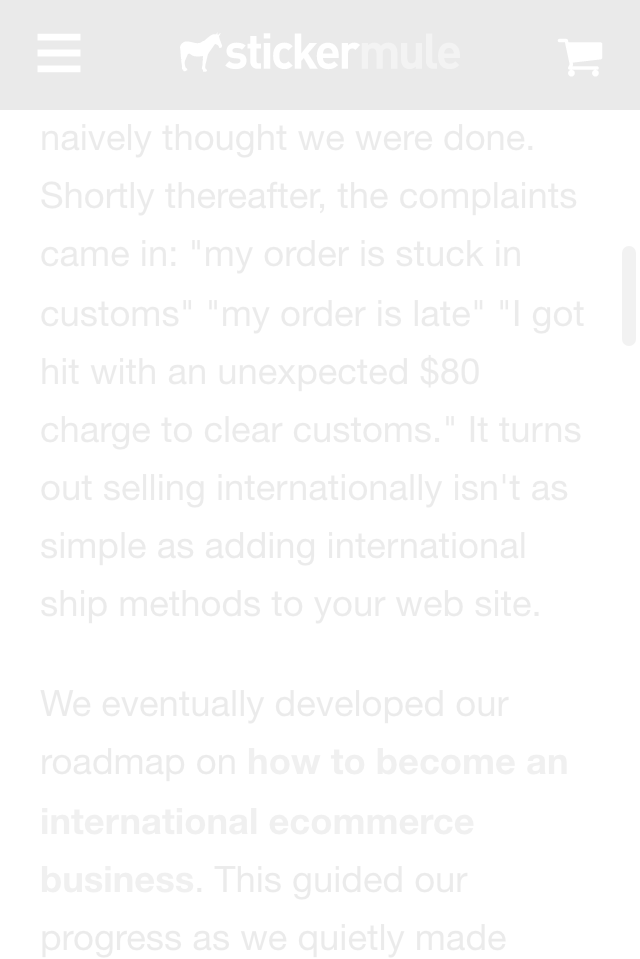 stickermule
naively thought we were done.
Shortly thereafter, the complaints
came in: "my order is stuck in
customs" "my order is late" "I got
hit with an unexpected $80
charge to clear customs." It turns
out selling internationally isn't as
simple as adding international
ship methods to your web site.
We eventually developed our
roadmap on how to become an
international ecommerce
business. This guided our
progress as we quietly made